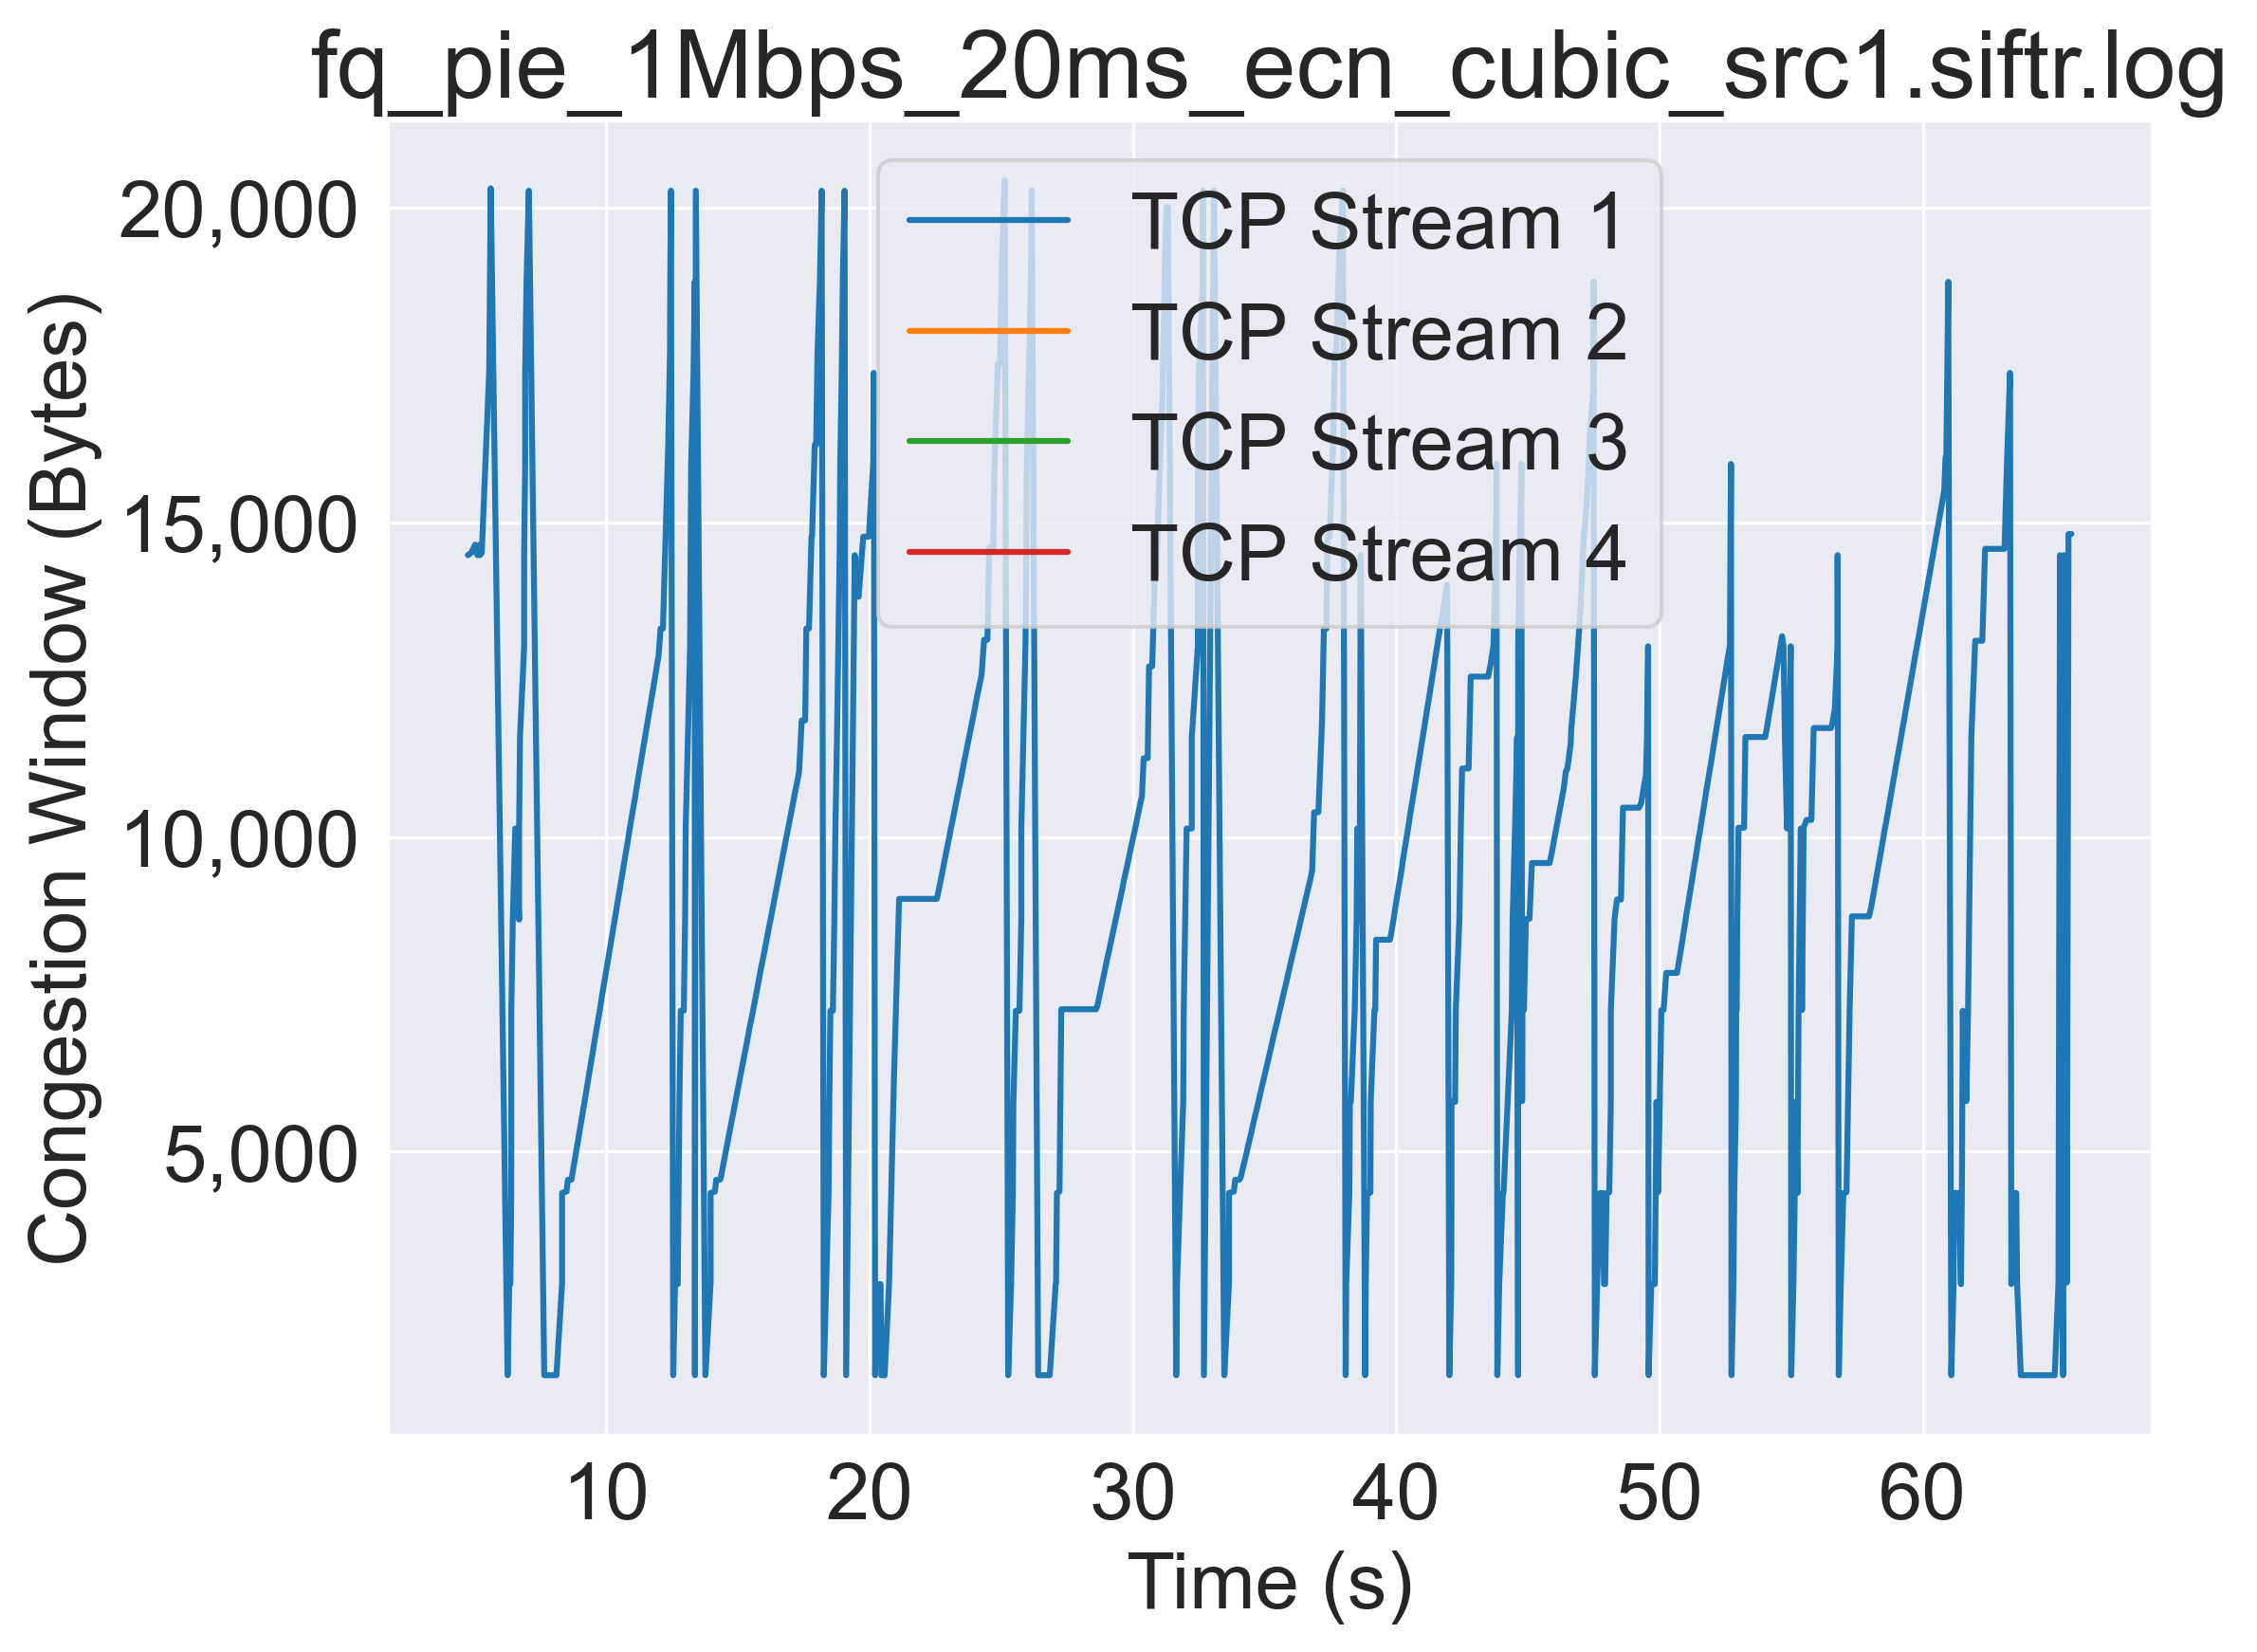 fq_pie_1Mbps_20ms_ecn_cubic_src1.siftr.log
Congestion Window (Bytes)
20,000
15,000
10,000
5,000
TCP Stream 1
TCP Stream 2
TCP Stream 3
TCP Stream 4
10 20 30 40 50 60
Time (s)